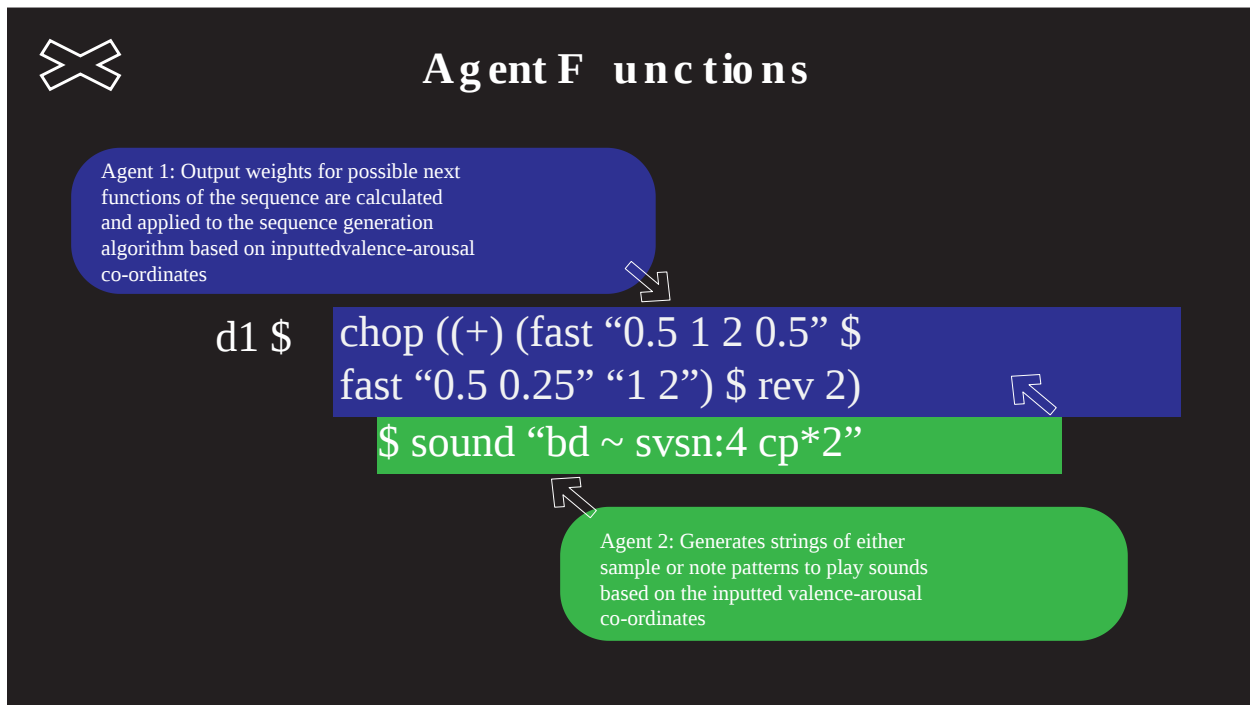 Agent Functions
Agent 1: Output weights for possible next
functions of the sequence are calculated
and applied to the sequence generation
algorithm based on inputtedvalence-arousal
co-ordinates
d1 $ chop ((+) (fast “0.5 1 2 0.5” $
fast “0.5 0.25” “1 2”) $ rev 2)
$ sound “bd ~ svsn:4 cp*2”
Agent 2: Generates strings of either
sample or note patterns to play sounds
based on the inputted valence-arousal
co-ordinates